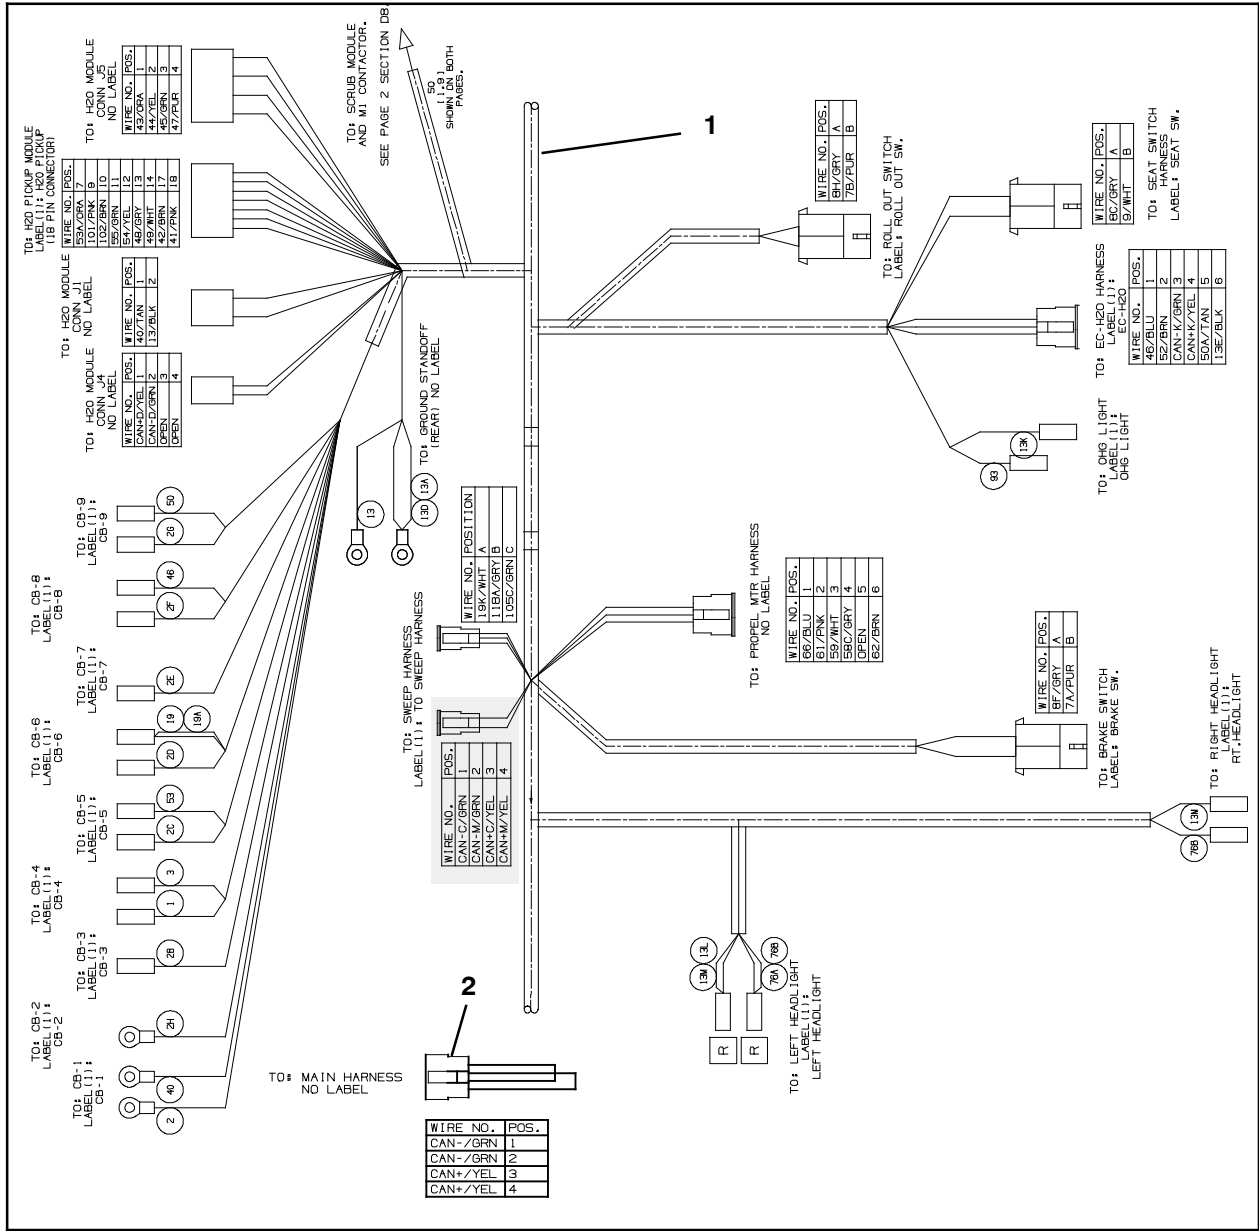 TO: H2O MODULE
CONN J5
NO LABEL
WIRE NO. POS.
43/ORA 1
44/YEL 2
45/GRN 3
47/PUR 4
TO: H2O PICKUP MODULE
LABEL(1): H2O PICKUP
(18 PIN CONNECTOR)
WIRE NO. POS.
53A/ORA 7
101/PNK 9
102/BRN 10
55/GRN 11
54/YEL 12
48/GRY 13
49/WHT 14
42/BRN 17
41/PNK 18
TO: H2O MODULE
CONN J1
NO LABEL
WIRE NO. POS.
40/TAN 1
13/BLK 2
TO: H2O MODULE
CONN J4
NO LABEL
WIRE NO. POS.
CAN+D/YEL 1
CAN-D/GRN 2
OPEN 3
OPEN 4
TO: CB-9
LABEL(1):
CB-9
50
2G
TO: CB-8
LABEL(1):
CB-8
46
2F
TO: CB-7
LABEL(1):
CB-7
2E
TO: CB-6
LABEL(1):
CB-6
19
19A
2D
TO: CB-5
LABEL(1):
CB-5
53
2C
TO: CB-4
LABEL(1):
CB-4
3
1
TO: CB-3
LABEL(1):
CB-3
2B
TO: CB-2
LABEL(1):
CB-2
2H
TO: CB-1
LABEL(1):
CB-1
40
2
TO: SCRUB MODULE
AND M1 CONTACTOR.
SEE PAGE 2 SECTION D8.
50
[1.9]
SHOWN ON BOTH
PAGES.
TO: GROUND STANDOFF
(REAR) NO LABEL
13
13A
13D
WIRE NO. POSITION
19K/WHT A
118A/GRY B
105C/GRN C
TO: SWEEP HARNESS
LABEL(1): TO SWEEP HARNESS
WIRE NO. POS.
CAN-C/GRN 1
CAN-M/GRN 2
CAN+C/YEL 3
CAN+M/YEL 4
1
WIRE NO. POS.
8H/GRY A
7B/PUR B
TO: ROLL OUT SWITCH
LABEL: ROLL OUT SW.
WIRE NO. POS.
8C/GRY A
9/WHT B
TO: SEAT SWITCH
HARNESS
LABEL: SEAT SW.
TO: EC-H2O HARNESS
LABEL(1):
EC-H2O
WIRE NO. POS.
46/BLU 1
52/BRN 2
CAN-K/GRN 3
CAN+K/YEL 4
50A/TAN 5
13E/BLK 6
93
13K
TO: OHG LIGHT
LABEL(1):
OHG LIGHT
TO: PROPEL MTR HARNESS
NO LABEL
WIRE NO. POS.
66/BLU 1
61/PNK 2
59/WHT 3
58C/GRY 4
OPEN 5
62/BRN 6
WIRE NO. POS.
8F/GRY A
7A/PUR B
TO: BRAKE SWITCH
LABEL: BRAKE SW.
13M
76B
TO: RIGHT HEADLIGHT
LABEL(1):
RT.HEADLIGHT
13L
13M
76B
76A
R
R
TO: LEFT HEADLIGHT
LABEL(1):
LEFT HEADLIGHT
2
TO: MAIN HARNESS
NO LABEL
WIRE NO. POS.
CAN-/GRN 1
CAN-/GRN 2
CAN+/YEL 3
CAN+/YEL 4